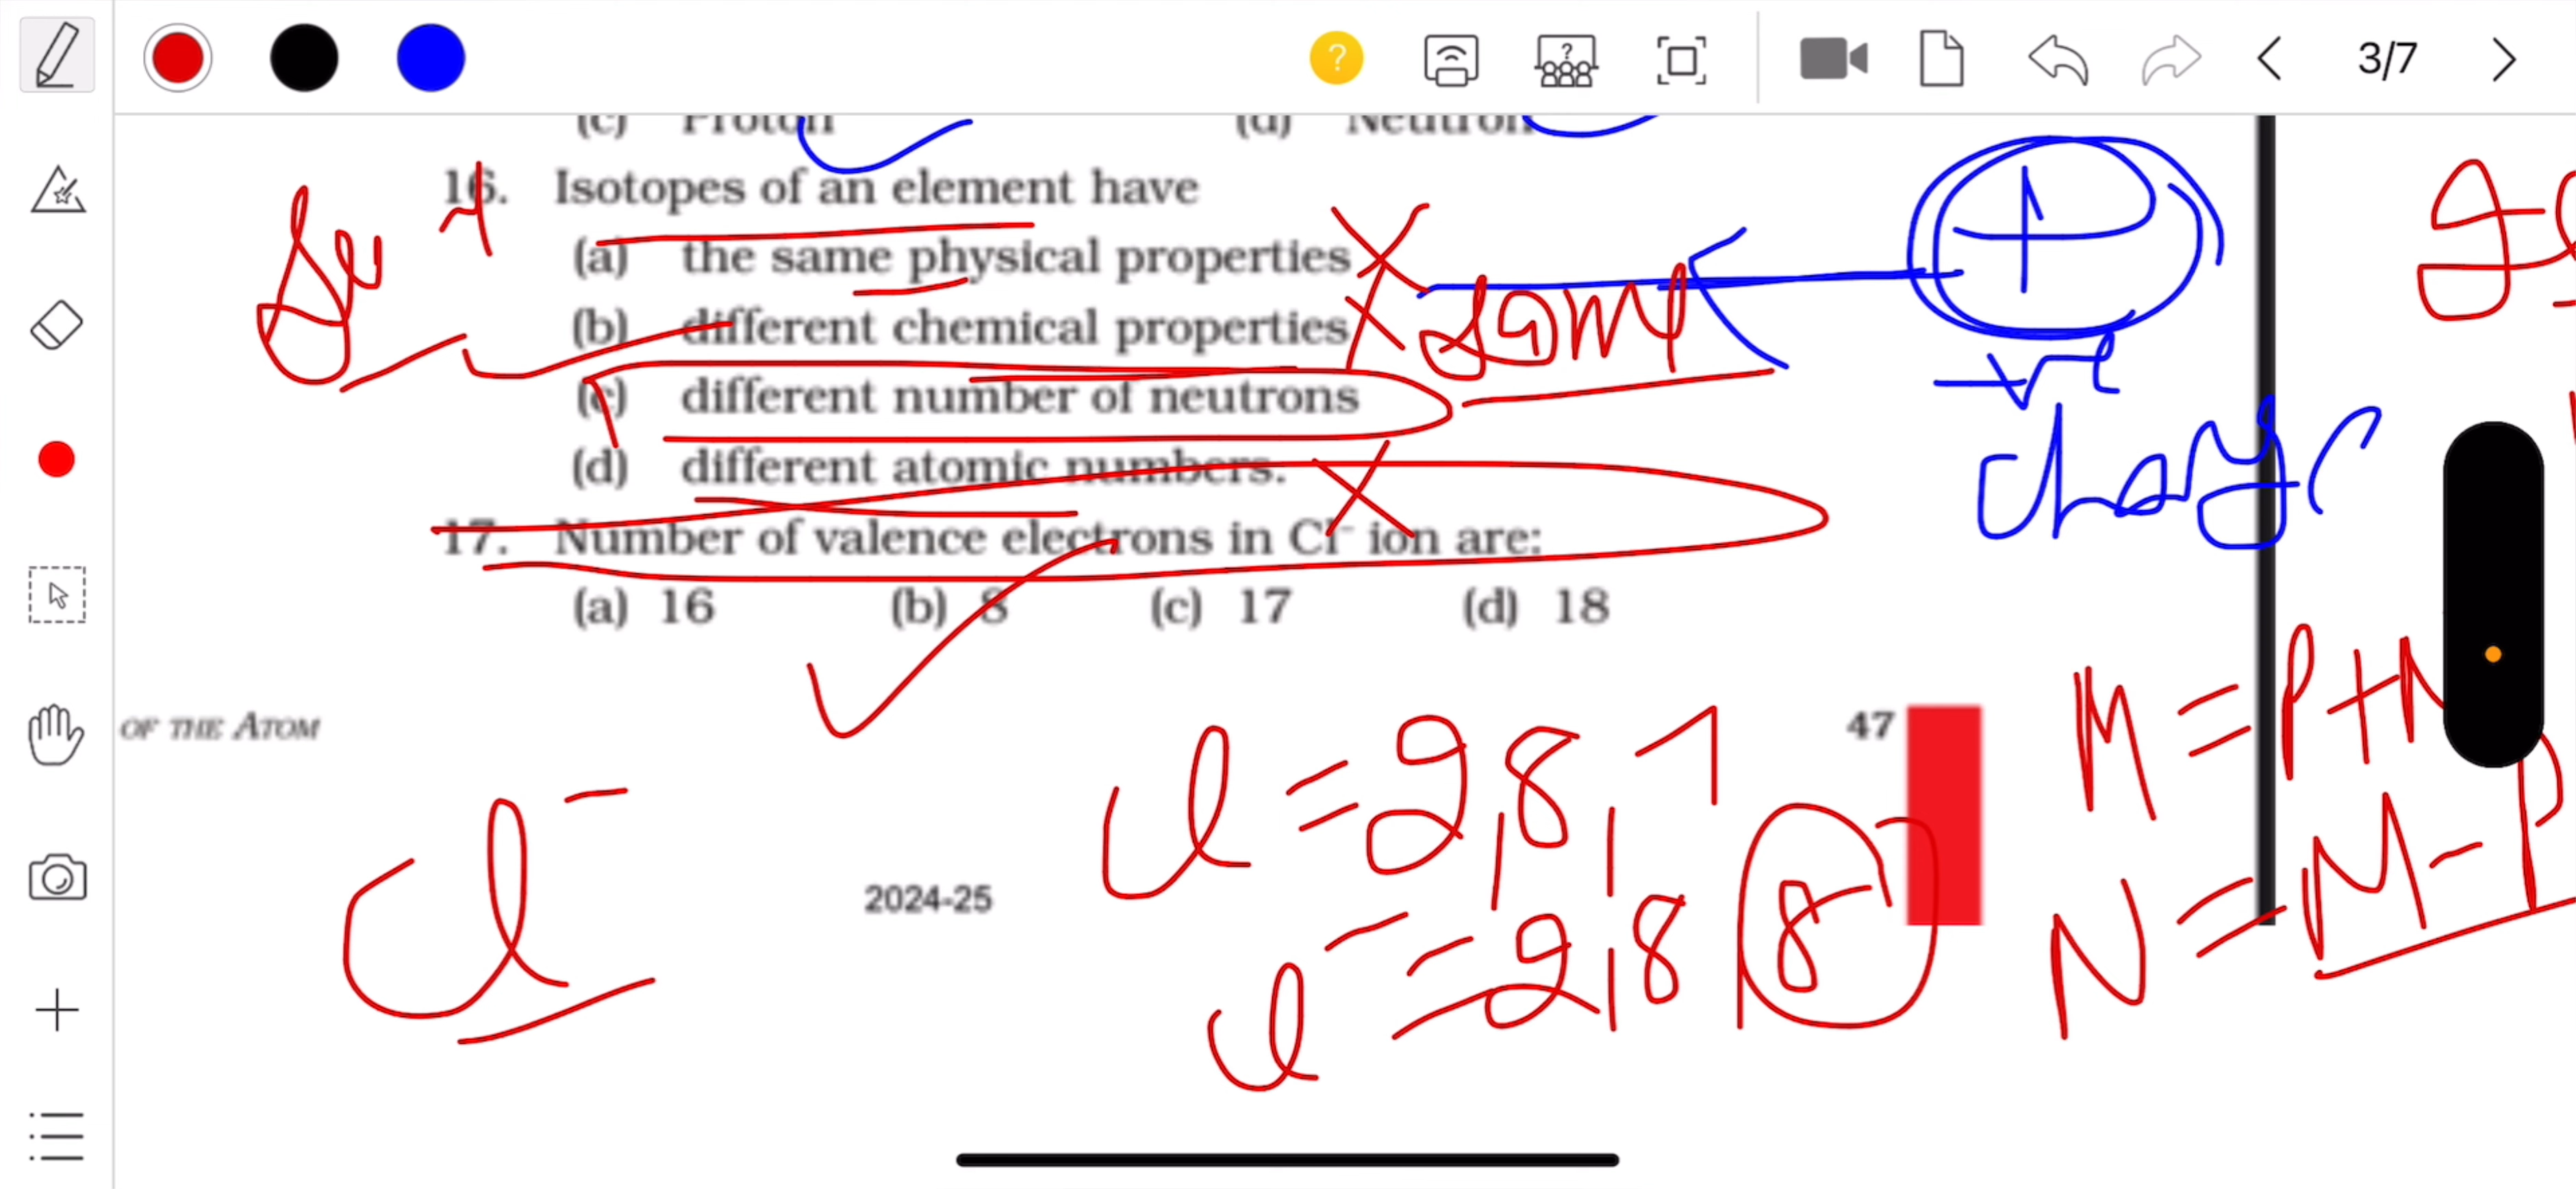 3/7
(c) Proton (d) Neutron
16. Isotopes of an element have
(a) the same physical properties
(b) different chemical properties same
(c) different number of neutrons
(d) different atomic numbers.
+ve
charge
17. Number of valence electrons in Cl⁻ ion are:
(a) 16 (b) 8 (c) 17 (d) 18
OF THE ATOM 47
M = P+N
Cl = 2,8,7
Cl⁻
N = M-P
2024-25
Cl⁻ = 2,8 8